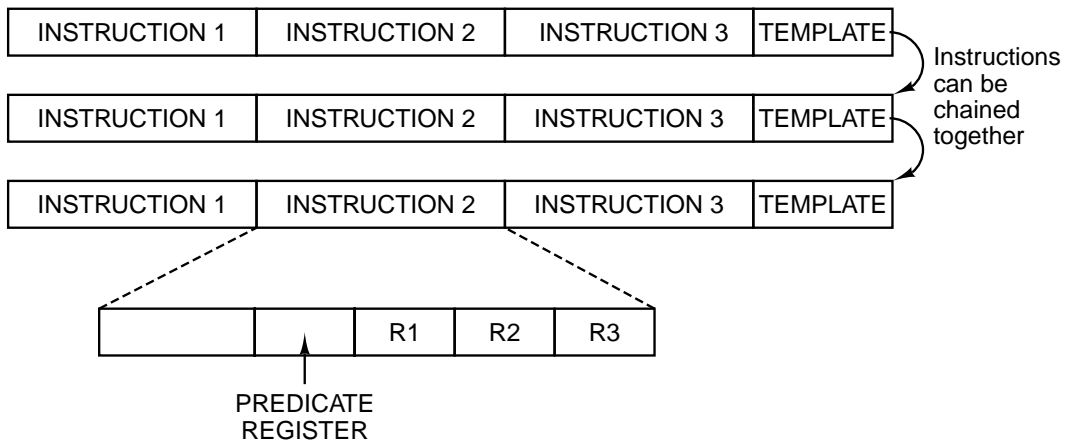 INSTRUCTION 1 INSTRUCTION 2 INSTRUCTION 3 TEMPLATE
Instructions
can be
chained
together
INSTRUCTION 1 INSTRUCTION 2 INSTRUCTION 3 TEMPLATE
INSTRUCTION 1 INSTRUCTION 2 INSTRUCTION 3 TEMPLATE
R1 R2 R3
PREDICATE
REGISTER